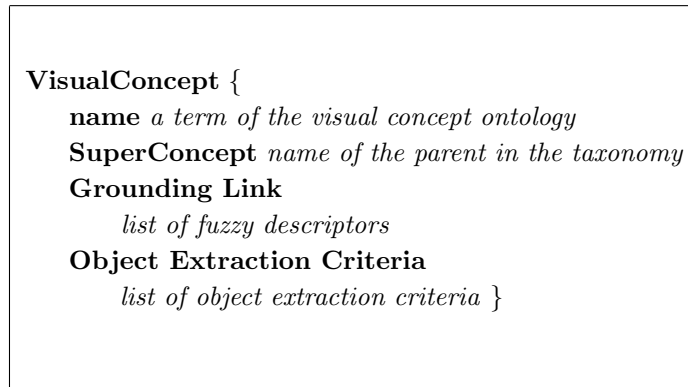 VisualConcept {
name a term of the visual concept ontology
SuperConcept name of the parent in the taxonomy
Grounding Link
list of fuzzy descriptors
Object Extraction Criteria
list of object extraction criteria }